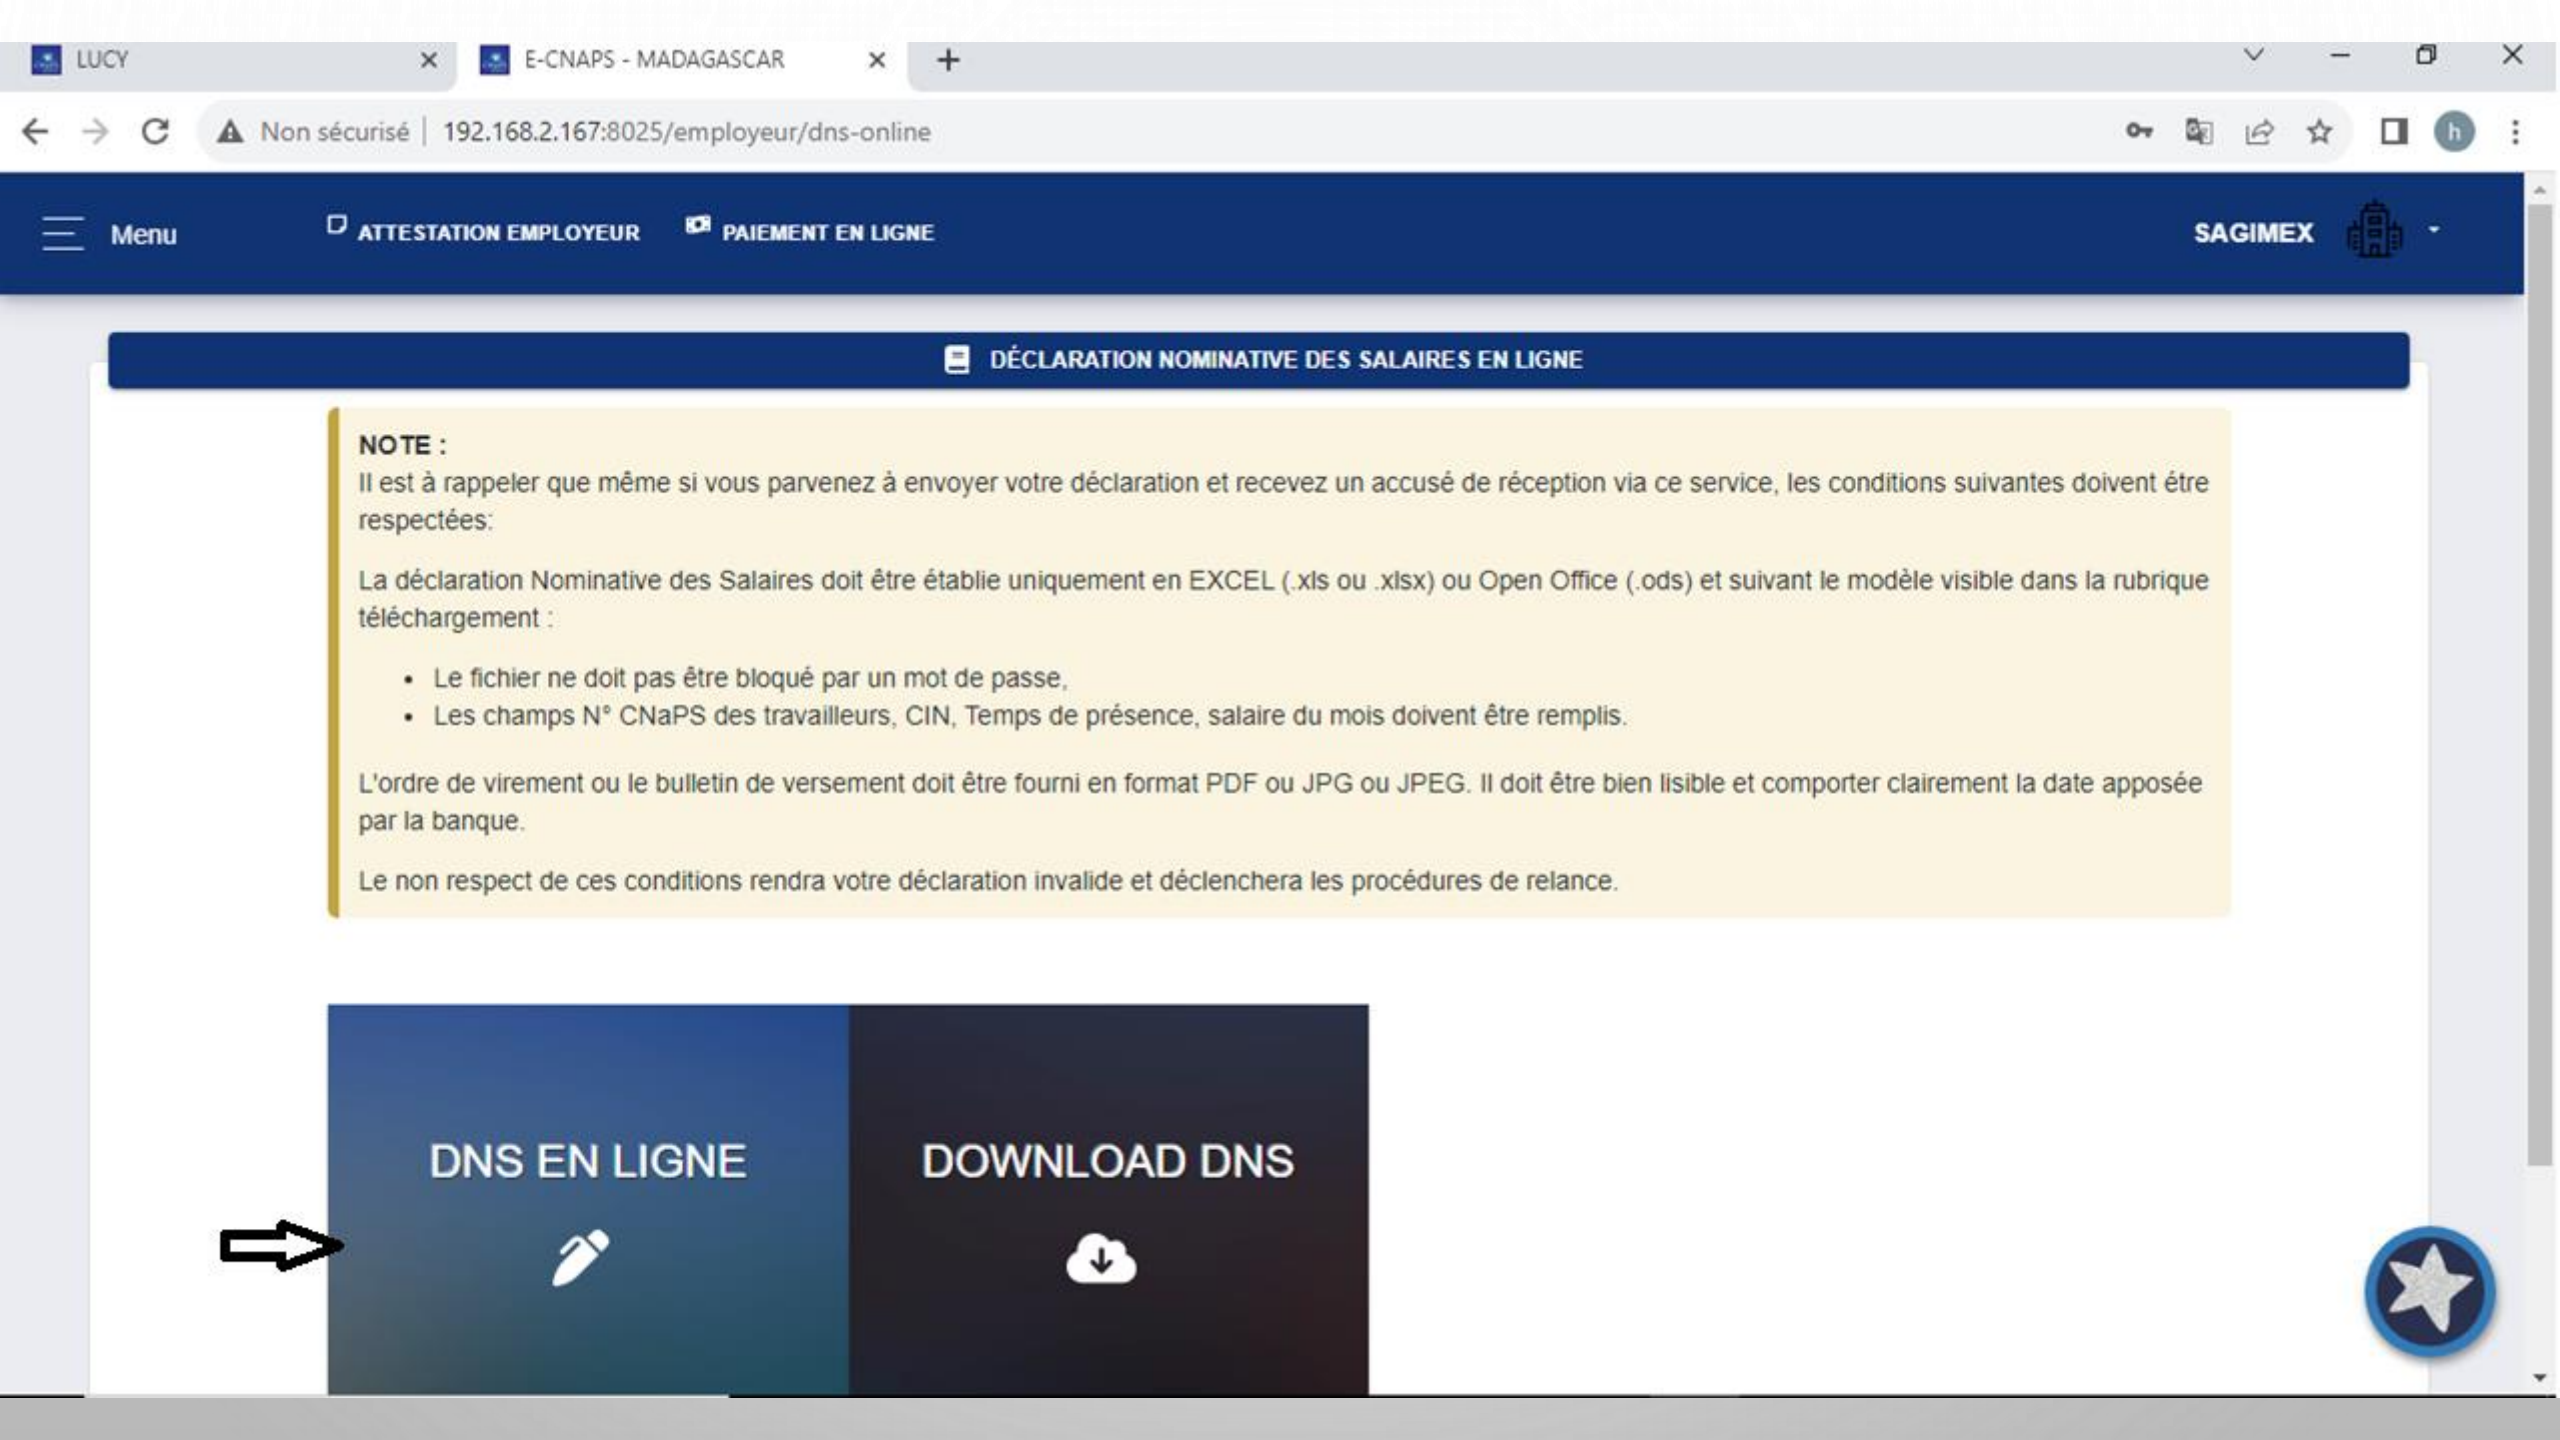 LUCY
E-CNAPS - MADAGASCAR
Non sécurisé | 192.168.2.167:8025/employeur/dns-online
h
Menu
ATTESTATION EMPLOYEUR
PAIEMENT EN LIGNE
SAGIMEX
DÉCLARATION NOMINATIVE DES SALAIRES EN LIGNE
NOTE :
Il est à rappeler que même si vous parvenez à envoyer votre déclaration et recevez un accusé de réception via ce service, les conditions suivantes doivent étre
respectées:
La déclaration Nominative des Salaires doit être établie uniquement en EXCEL (.xls ou .xlsx) ou Open Office (.ods) et suivant le modèle visible dans la rubrique
téléchargement :
• Le fichier ne doit pas être bloqué par un mot de passe,
• Les champs N° CNaPS des travailleurs, CIN, Temps de présence, salaire du mois doivent être remplis.
L'ordre de virement ou le bulletin de versement doit être fourni en format PDF ou JPG ou JPEG. Il doit être bien lisible et comporter clairement la date apposée
par la banque.
Le non respect de ces conditions rendra votre déclaration invalide et déclenchera les procédures de relance.
DNS EN LIGNE
DOWNLOAD DNS